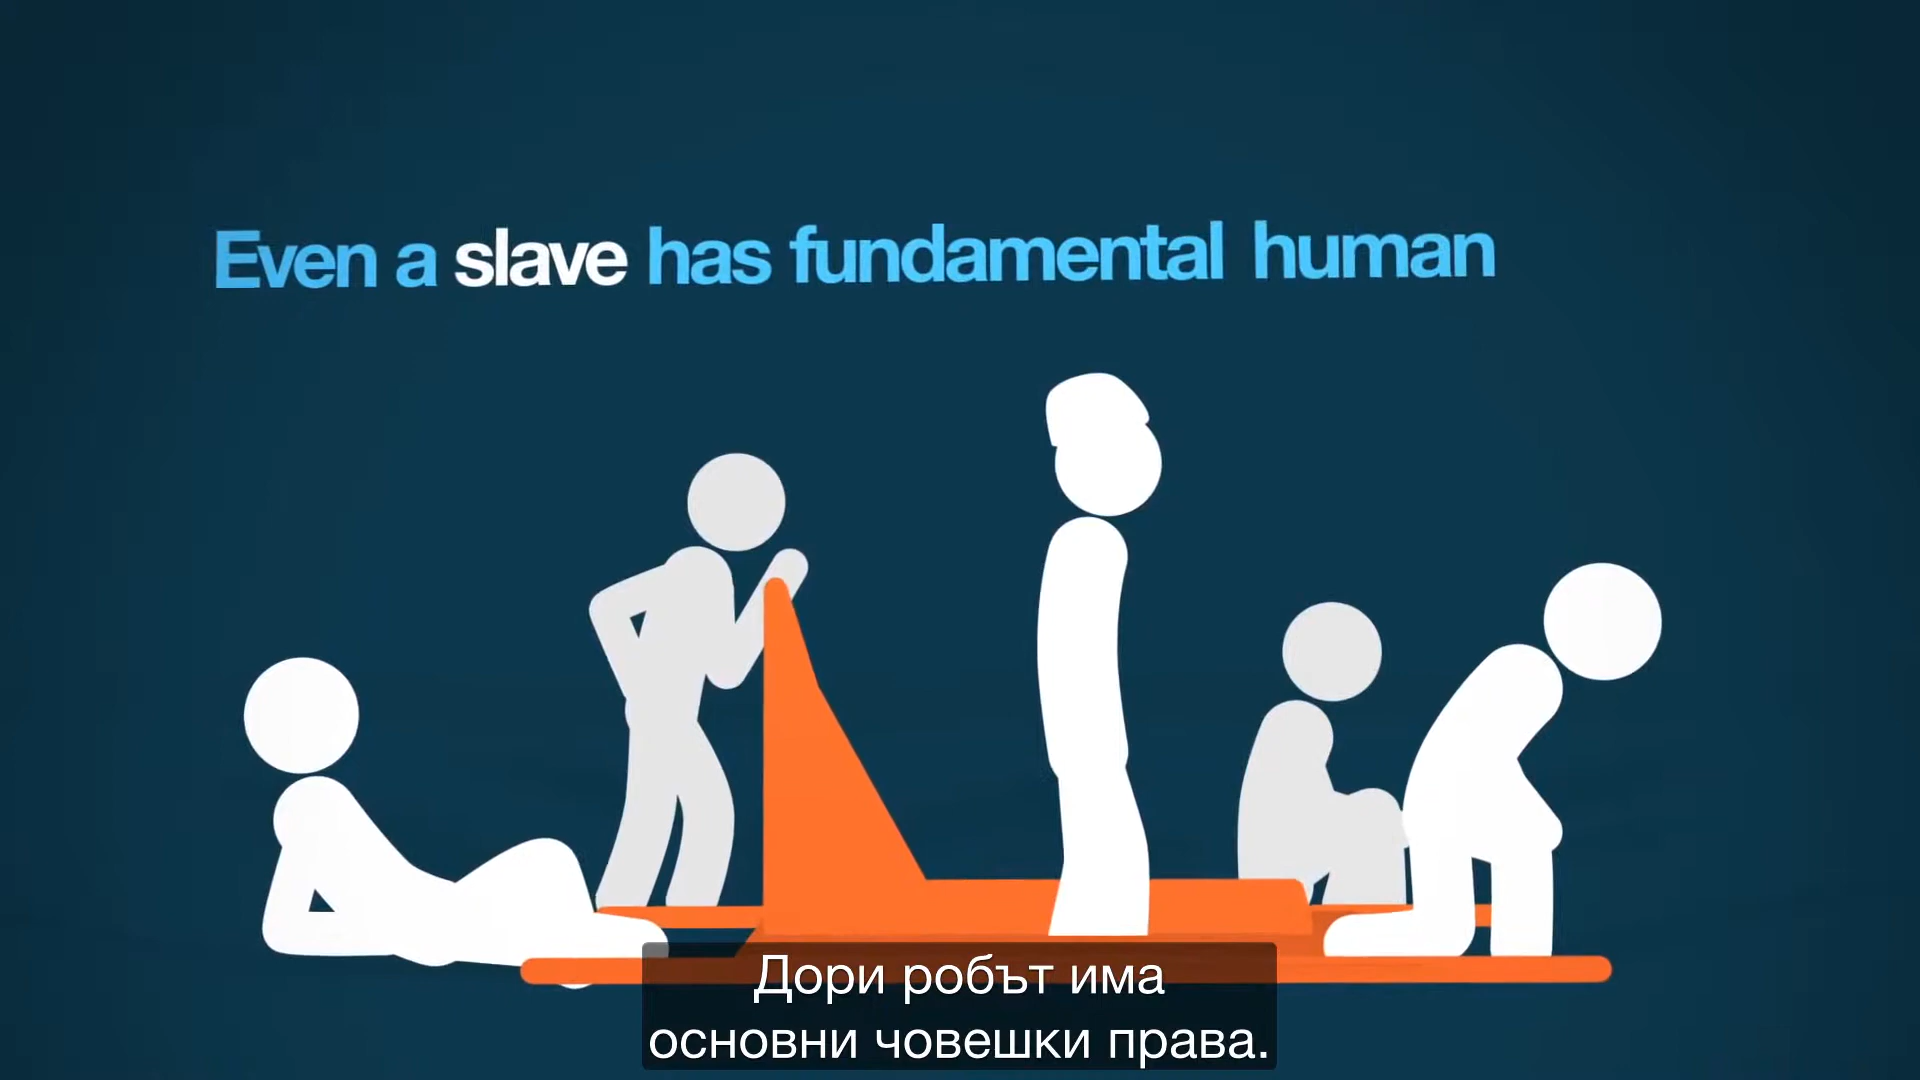 Even a slave has fundamental human
Дори робът има
основни човешки права.